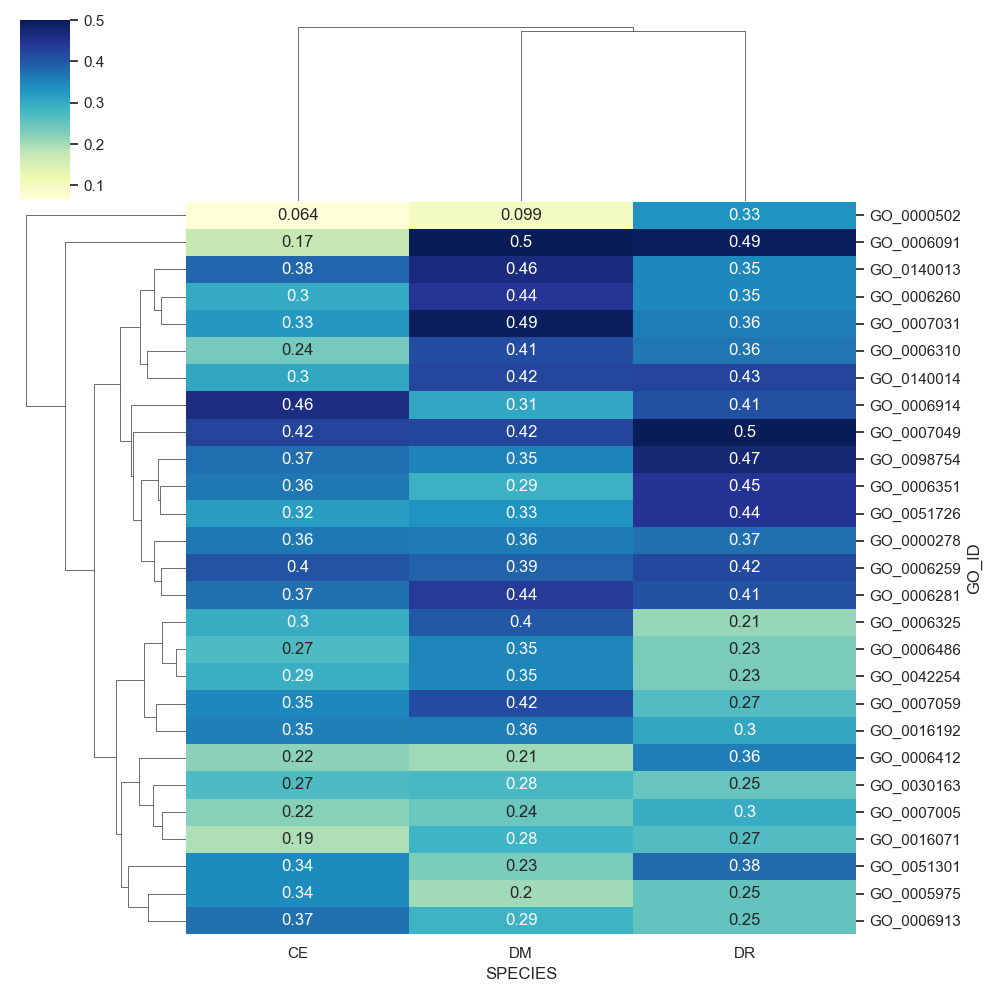 0.5
0.4
0.3
0.2
0.1
0.064 0.099 0.33 GO_0000502
0.17 0.5 0.49 GO_0006091
0.38 0.46 0.35 GO_0140013
0.3 0.44 0.35 GO_0006260
0.33 0.49 0.36 GO_0007031
0.24 0.41 0.36 GO_0006310
0.3 0.42 0.43 GO_0140014
0.46 0.31 0.41 GO_0006914
0.42 0.42 0.5 GO_0007049
0.37 0.35 0.47 GO_0098754
0.36 0.29 0.45 GO_0006351
0.32 0.33 0.44 GO_0051726
0.36 0.36 0.37 GO_0000278
0.4 0.39 0.42 GO_0006259
0.37 0.44 0.41 GO_0006281
0.3 0.4 0.21 GO_0006325
0.27 0.35 0.23 GO_0006486
0.29 0.35 0.23 GO_0042254
0.35 0.42 0.27 GO_0007059
0.35 0.36 0.3 GO_0016192
0.22 0.21 0.36 GO_0006412
0.27 0.28 0.25 GO_0030163
0.22 0.24 0.3 GO_0007005
0.19 0.28 0.27 GO_0016071
0.34 0.23 0.38 GO_0051301
0.34 0.2 0.25 GO_0005975
0.37 0.29 0.25 GO_0006913
GO_ID
CE DM DR
SPECIES